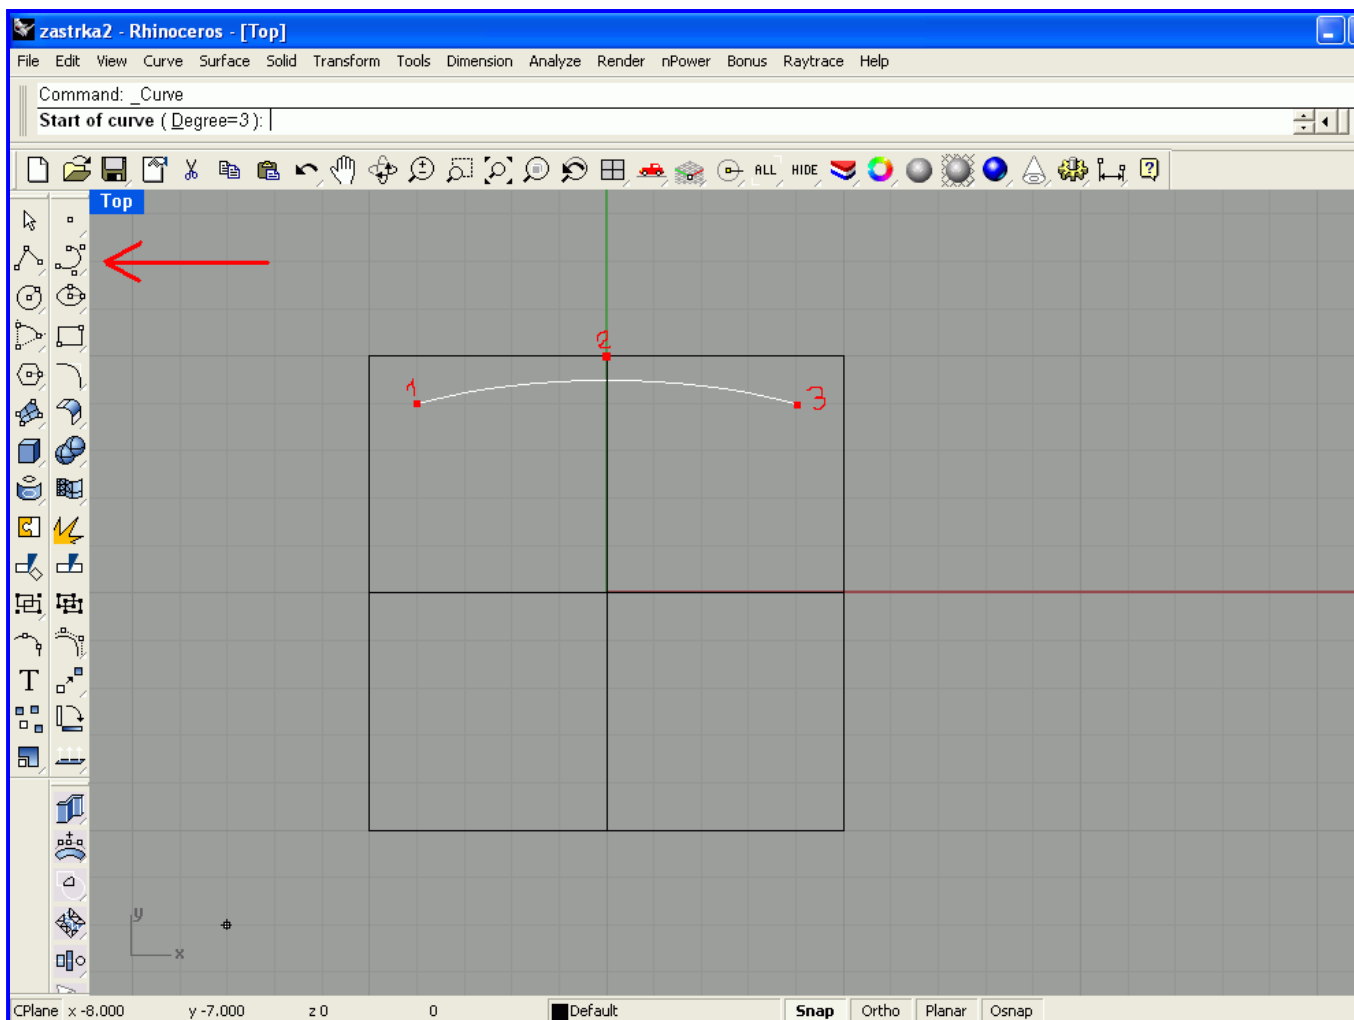 zastrka2 - Rhinoceros - [Top]
File Edit View Curve Surface Solid Transform Tools Dimension Analyze Render nPower Bonus Raytrace Help
Command: _Curve
Start of curve ( Degree=3 ):
ALL HIDE
Top
2
1
3
T
y
x
CPlane x -8.000 y -7.000 z 0 0 Default Snap Ortho Planar Osnap